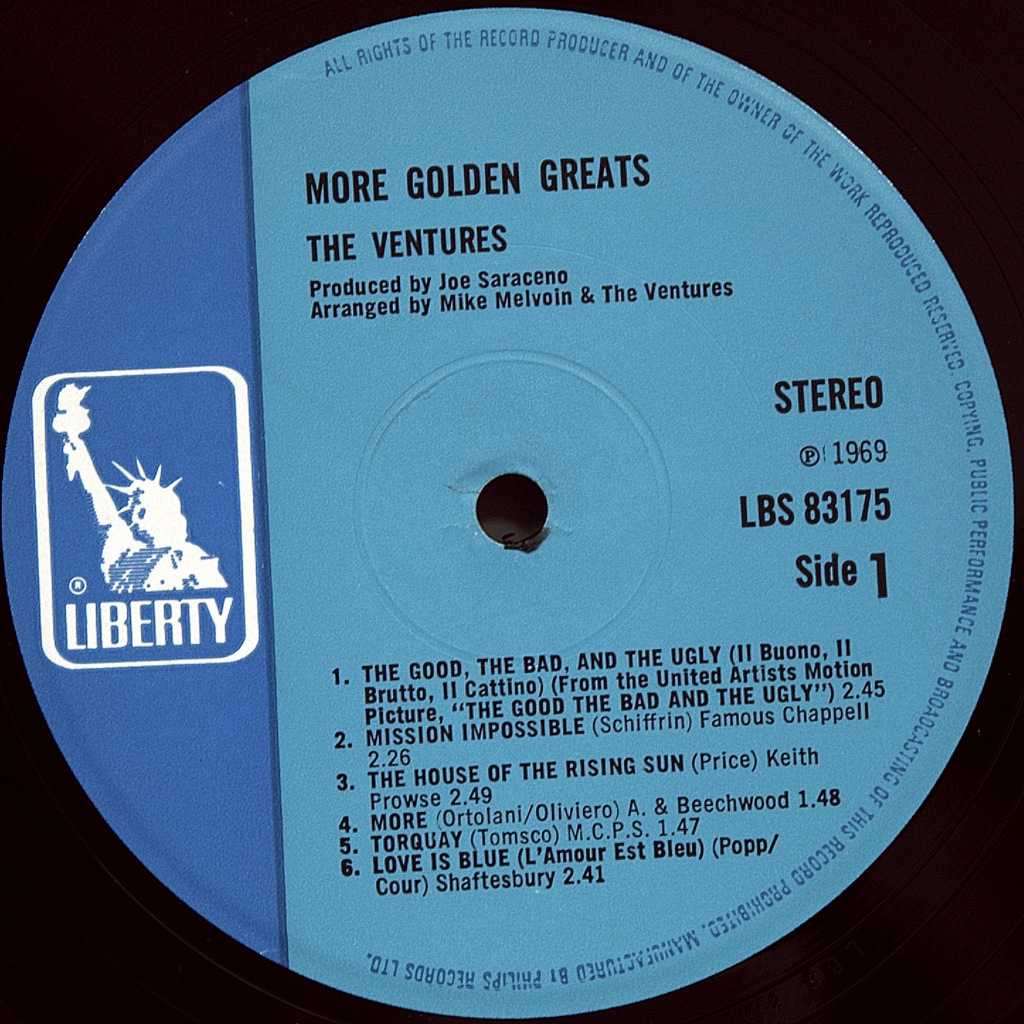 ALL RIGHTS OF THE RECORD PRODUCER AND OF THE OWNER OF THE WORK REPRODUCED RESERVED. COPYING, PUBLIC PERFORMANCE AND BROADCASTING OF THIS RECORD PROHIBITED. MANUFACTURED BY PHILIPS RECORDS LTD.
MORE GOLDEN GREATS
THE VENTURES
Produced by Joe Saraceno
Arranged by Mike Melvoin & The Ventures
STEREO
℗ 1969
LBS 83175
Side 1
®
LIBERTY
1. THE GOOD, THE BAD, AND THE UGLY (Il Buono, Il
Brutto, Il Cattino) (From the United Artists Motion
Picture, “THE GOOD THE BAD AND THE UGLY”) 2.45
2. MISSION IMPOSSIBLE (Schiffrin) Famous Chappell
2.26
3. THE HOUSE OF THE RISING SUN (Price) Keith
Prowse 2.49
4. MORE (Ortolani/Oliviero) A. & Beechwood 1.48
5. TORQUAY (Tomsco) M.C.P.S. 1.47
6. LOVE IS BLUE (L'Amour Est Bleu) (Popp/
Cour) Shaftesbury 2.41